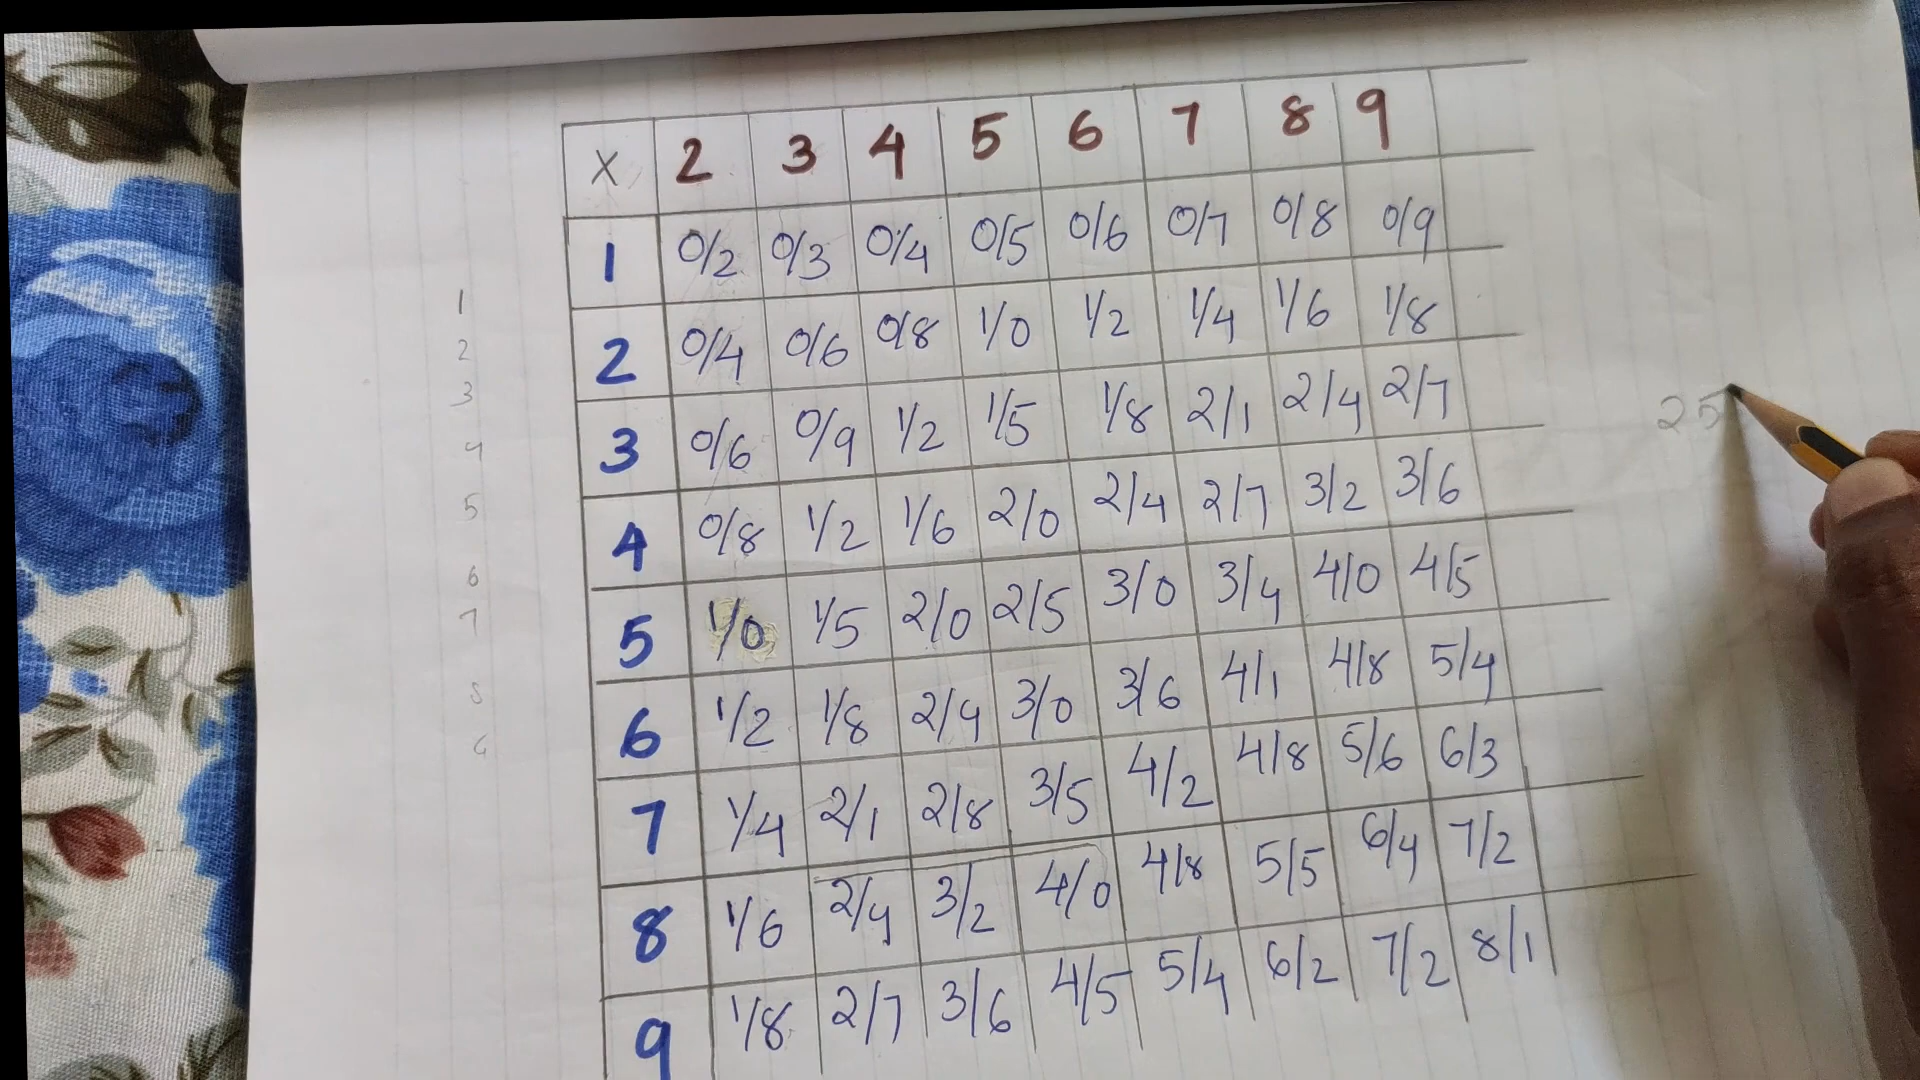 X 2 3 4 5 6 7 8 9
1 0/2 0/3 0/4 0/5 0/6 0/7 0/8 0/9
2 0/4 0/6 0/8 1/0 1/2 1/4 1/6 1/8
3 0/6 0/9 1/2 1/5 1/8 2/1 2/4 2/7
4 0/8 1/2 1/6 2/0 2/4 2/7 3/2 3/6
5 1/0 1/5 2/0 2/5 3/0 3/4 4/0 4/5
6 1/2 1/8 2/4 3/0 3/6 4/1 4/8 5/4
7 1/4 2/1 2/8 3/5 4/2 4/8 5/6 6/3
8 1/6 2/4 3/2 4/0 4/8 5/5 6/4 7/2
9 1/8 2/7 3/6 4/5 5/4 6/2 7/2 8/1
1
2
3
4
5
6
7
25